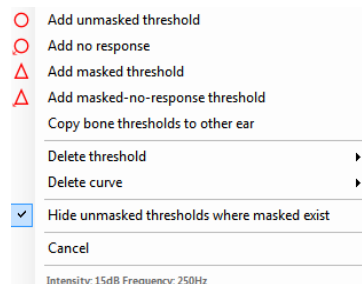 Add unmasked threshold
Add no response
Add masked threshold
Add masked-no-response threshold
Copy bone thresholds to other ear
Delete threshold
Delete curve
Hide unmasked thresholds where masked exist
Cancel
Intensity: 15dB Frequency: 250Hz